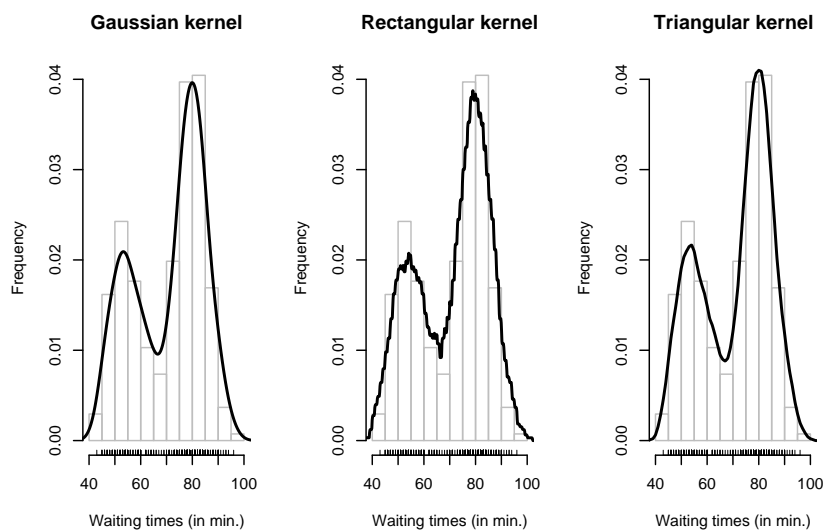 Gaussian kernel
0.04
0.03
0.02
0.01
0.00
Frequency
40 60 80 100
Waiting times (in min.)
Rectangular kernel
0.04
0.03
0.02
0.01
0.00
Frequency
40 60 80 100
Waiting times (in min.)
Triangular kernel
0.04
0.03
0.02
0.01
0.00
Frequency
40 60 80 100
Waiting times (in min.)